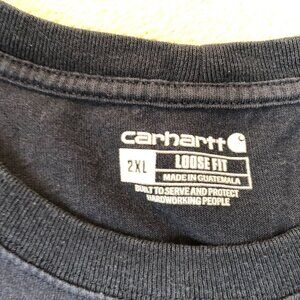 carhartt
2XL LOOSE FIT
MADE IN GUATEMALA
BUILT TO SERVE AND PROTECT
HARDWORKING PEOPLE